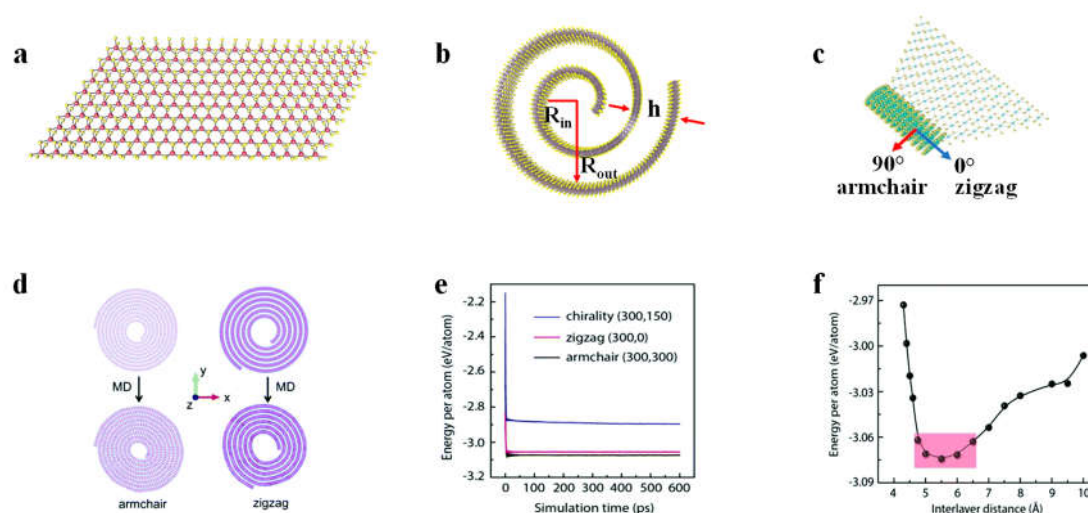 a
b
R_in
h
R_out
c
90°
armchair
0°
zigzag
d
MD
y
z
x
MD
armchair
zigzag
e
Energy per atom (eV/atom)
-2.2
-2.4
-2.6
-2.8
-3.0
-3.2
chirality (300,150)
zigzag (300,0)
armchair (300,300)
0 100 200 300 400 500 600
Simulation time (ps)
f
Energy per atom (eV/atom)
-2.97
-3.00
-3.03
-3.06
-3.09
4 5 6 7 8 9 10
Interlayer distance (Å)